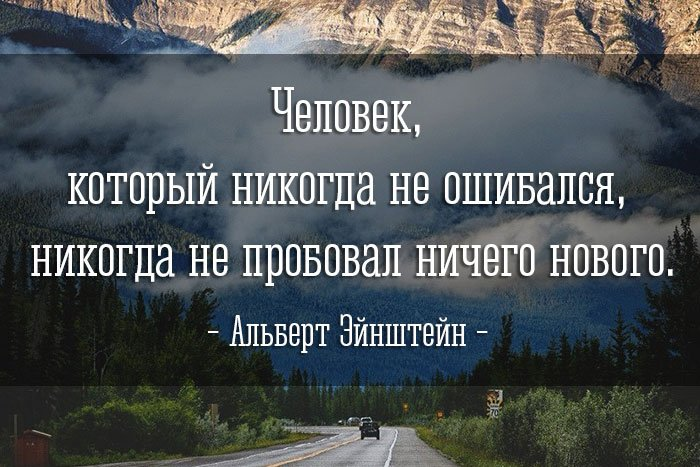 Человек,
который никогда не ошибался,
никогда не пробовал ничего нового.
- Альберт Эйнштейн -